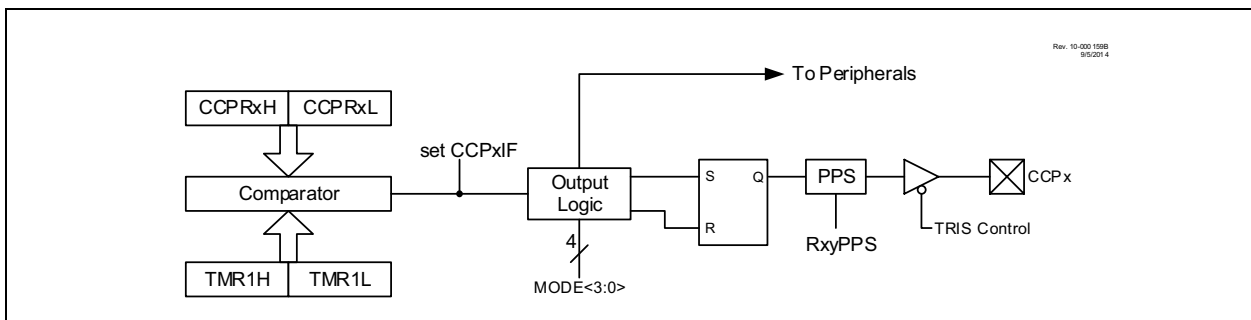 Rev. 10-000 159B
9/5/2014
To Peripherals
CCPRxH CCPRxL
set CCPxIF
Comparator
Output
Logic
S Q
R
PPS
CCPx
TRIS Control
RxyPPS
4
TMR1H TMR1L
MODE<3:0>